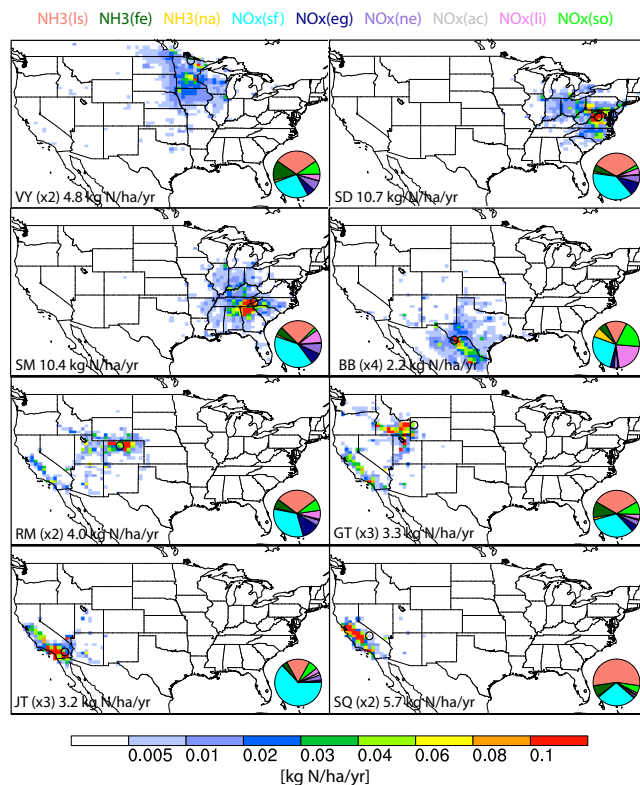 NH3(ls) NH3(fe) NH3(na) NOx(sf) NOx(eg) NOx(ne) NOx(ac) NOx(li) NOx(so)
VY (x2) 4.8 kg N/ha/yr
SD 10.7 kg N/ha/yr
SM 10.4 kg N/ha/yr
BB (x4) 2.2 kg N/ha/yr
RM (x2) 4.0 kg N/ha/yr
GT (x3) 3.3 kg N/ha/yr
JT (x3) 3.2 kg N/ha/yr
SQ (x2) 5.7 kg N/ha/yr
0.005 0.01 0.02 0.03 0.04 0.06 0.08 0.1
[kg N/ha/yr]